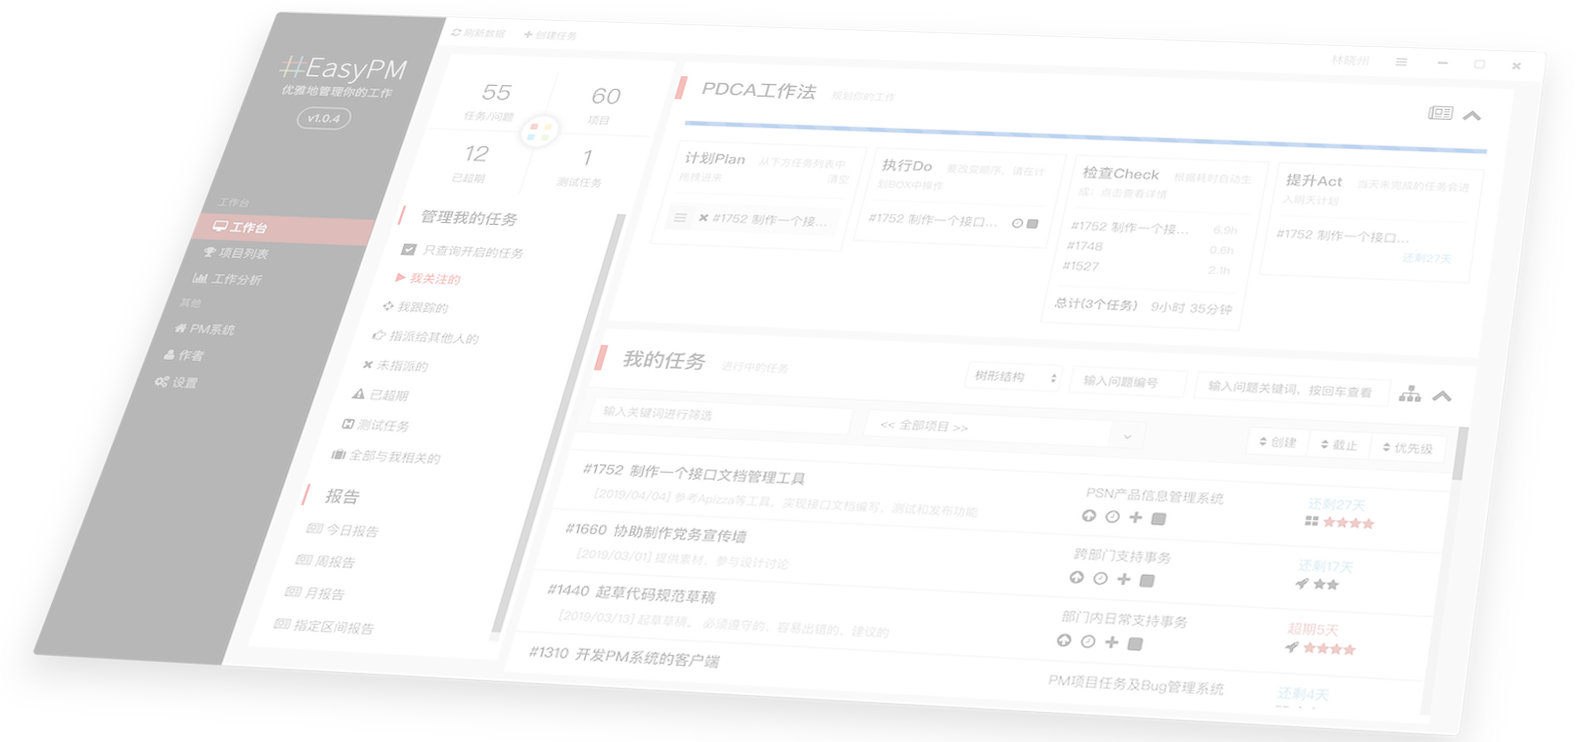 #EasyPM
优雅地管理你的工作
v1.0.4
工作台
工作台
项目列表
工作分析
其他
PM系统
作者
设置
刷新数据
创建任务
林晓州
55
任务/问题
60
项目
12
已超期
1
测试任务
管理我的任务
只查询开启的任务
我关注的
我跟踪的
指派给其他人的
未指派的
已超期
测试任务
全部与我相关的
报告
今日报告
周报告
月报告
指定区间报告
PDCA工作法 规划你的工作
计划Plan 从下方任务列表中
拖拽进来 清空
#1752 制作一个接...
执行Do 要改变顺序，请在计
划BOX中操作
#1752 制作一个接口...
检查Check 根据耗时自动生
成；点击查看详情
#1752 制作一个接... 6.9h
#1748 0.6h
#1527 2.1h
总计(3个任务) 9小时 35分钟
提升Act 当天未完成的任务会进
入明天计划
#1752 制作一个接口...
还剩27天
我的任务 进行中的任务
树形结构
输入问题编号
输入问题关键词，按回车查看
输入关键词进行筛选
<< 全部项目 >>
创建
截止
优先级
#1752 制作一个接口文档管理工具
[2019/04/04] 参考Apizza等工具，实现接口文档编写、测试和发布功能
PSN产品信息管理系统
还剩27天
#1660 协助制作党务宣传墙
[2019/03/01] 提供素材，参与设计讨论
跨部门支持事务
还剩17天
#1440 起草代码规范草稿
[2019/03/13] 起草草稿。 必须遵守的、容易出错的、建议的
部门内日常支持事务
超期5天
#1310 开发PM系统的客户端
PM项目任务及Bug管理系统
还剩4天